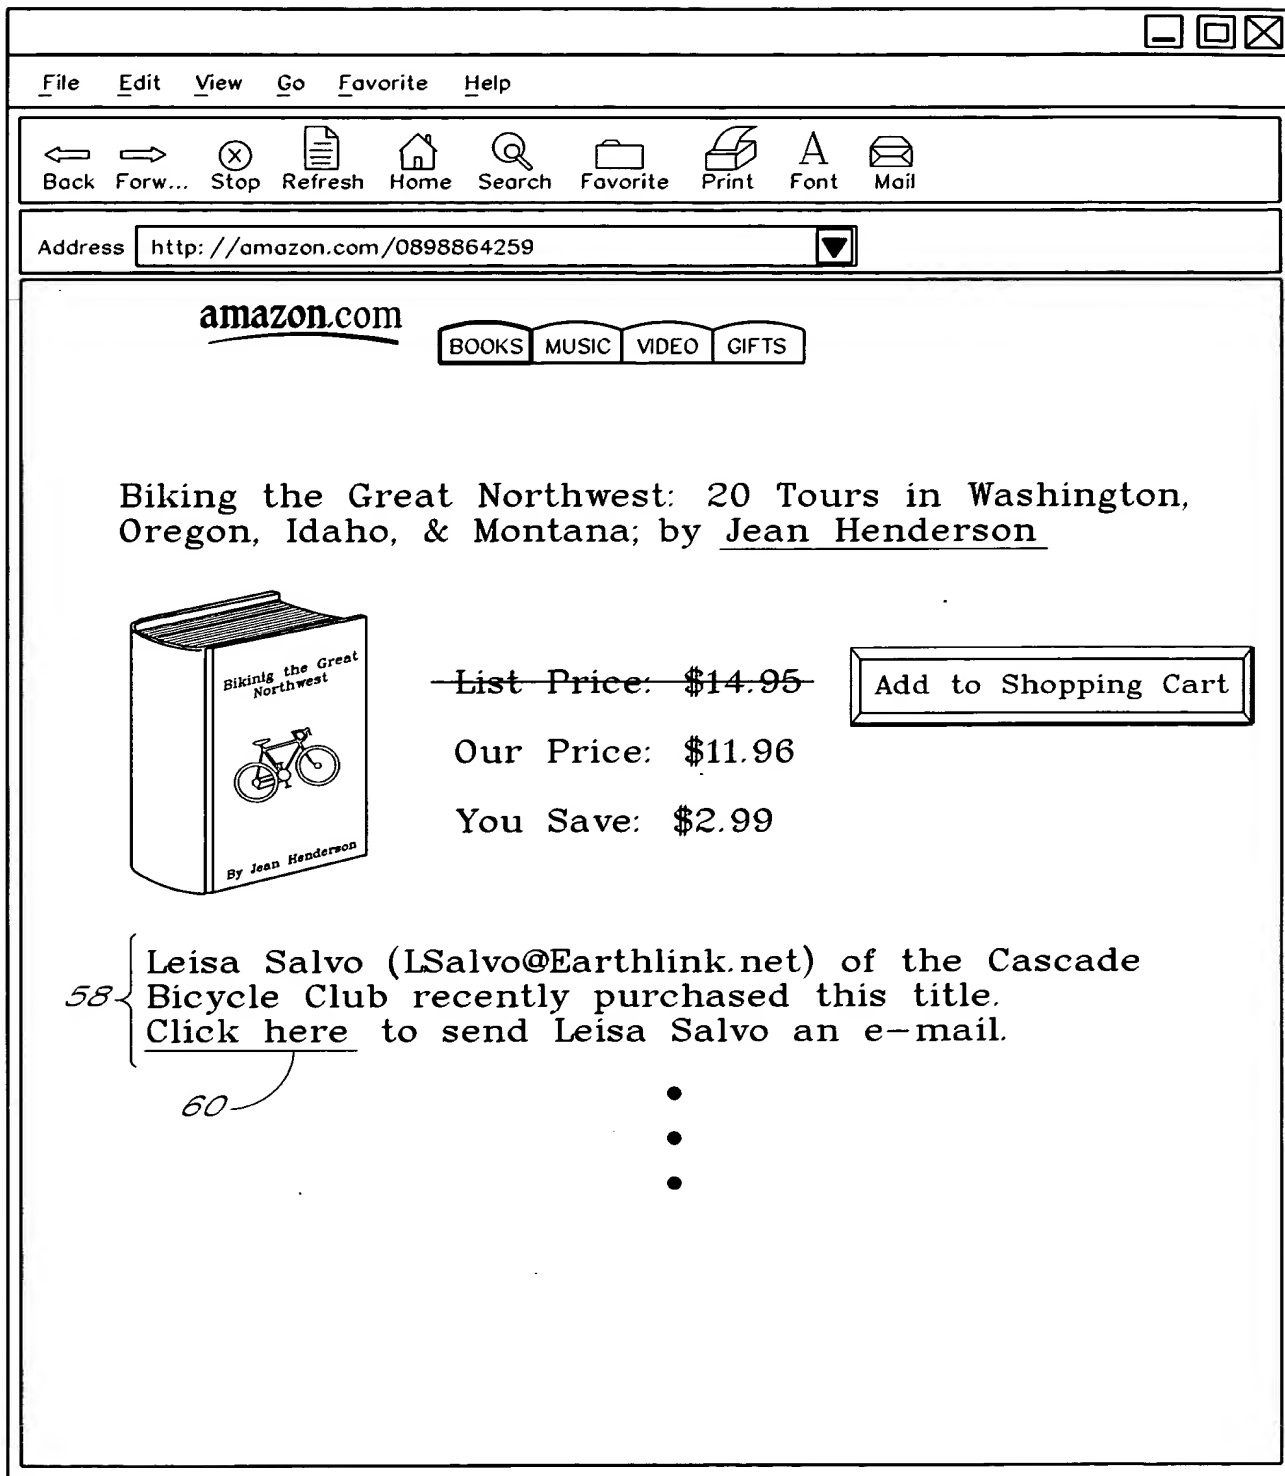 File Edit View Go Favorite Help
Back Forw... Stop Refresh Home Search Favorite Print Font Mail
A
Address http://amazon.com/0898864259
amazon.com
BOOKS MUSIC VIDEO GIFTS
Biking the Great Northwest: 20 Tours in Washington,
Oregon, Idaho, & Montana; by Jean Henderson
Bikinig the Great
Northwest
By Jean Henderson
List Price: $14.95
Add to Shopping Cart
Our Price: $11.96
You Save: $2.99
Leisa Salvo (LSalvo@Earthlink.net) of the Cascade
58 Bicycle Club recently purchased this title.
Click here to send Leisa Salvo an e-mail.
60